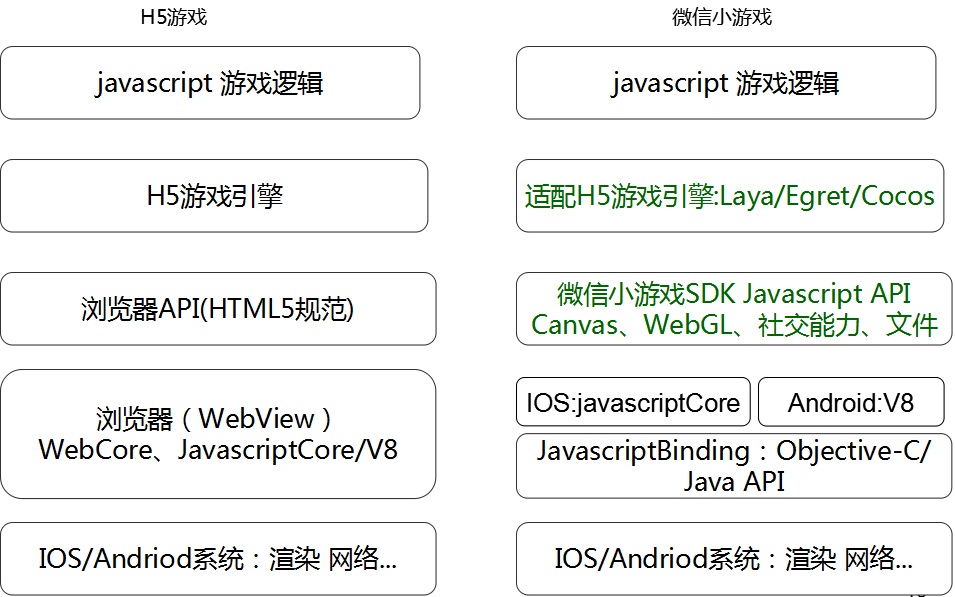 H5游戏
微信小游戏
javascript 游戏逻辑
javascript 游戏逻辑
H5游戏引擎
适配H5游戏引擎:Laya/Egret/Cocos
浏览器API(HTML5规范)
微信小游戏SDK Javascript API
Canvas、WebGL、社交能力、文件
浏览器（WebView）
WebCore、JavascriptCore/V8
IOS:javascriptCore
Android:V8
JavascriptBinding：Objective-C/
Java API
IOS/Andriod系统：渲染 网络...
IOS/Andriod系统：渲染 网络...